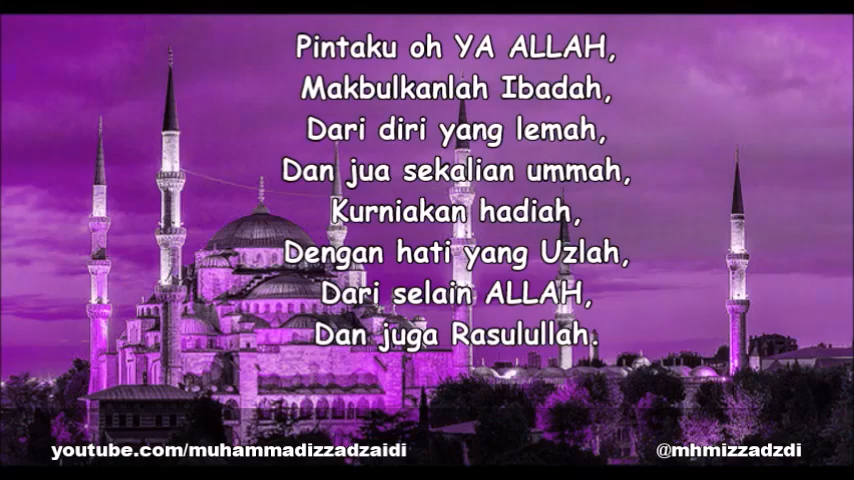 Pintaku oh YA ALLAH,
Makbulkanlah Ibadah,
Dari diri yang lemah,
Dan jua sekalian ummah,
Kurniakan hadiah,
Dengan hati yang Uzlah,
Dari selain ALLAH,
Dan juga Rasulullah.
youtube.com/muhammadizzadzaidi
@mhmizzadzdi